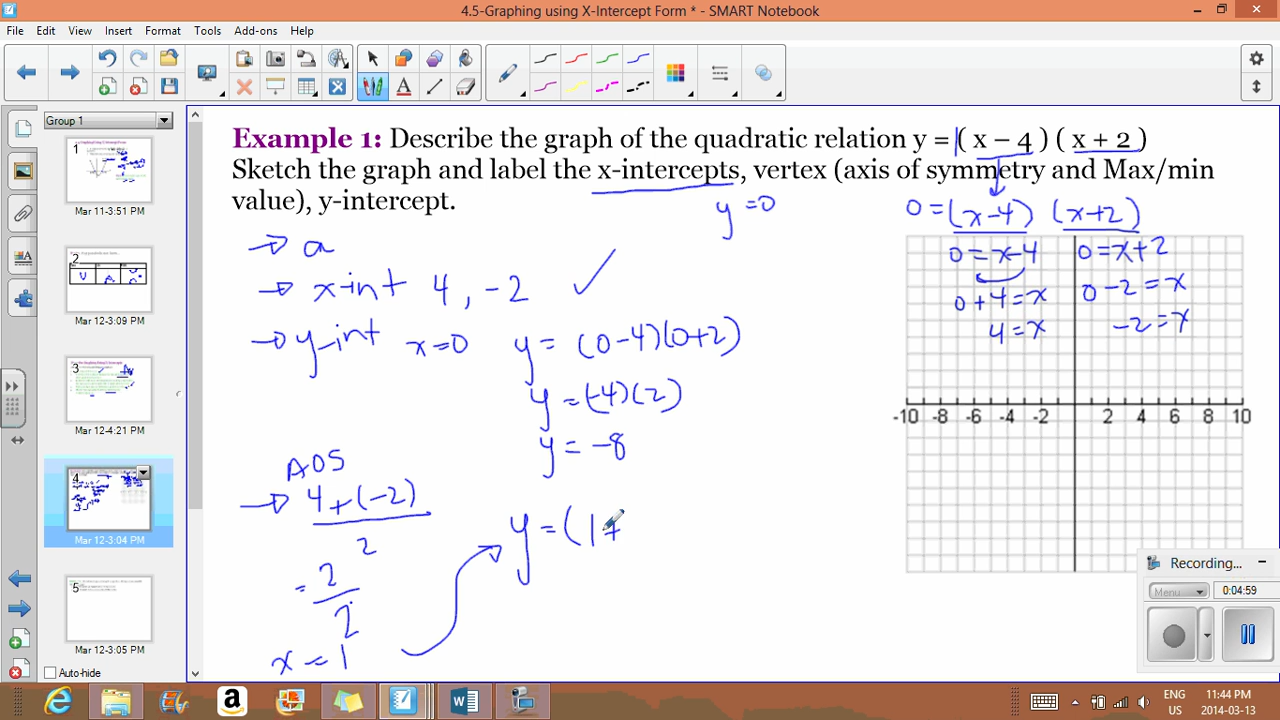 4.5-Graphing using X-Intercept Form * - SMART Notebook
File Edit View Insert Format Tools Add-ons Help
Group 1
1
Mar 11-3:51 PM
2
Mar 12-3:09 PM
3
Mar 12-4:21 PM
4
Mar 12-3:04 PM
5
Mar 12-3:05 PM
Auto-hide
Example 1: Describe the graph of the quadratic relation y = 1( x – 4 ) ( x + 2 )
Sketch the graph and label the x-intercepts, vertex (axis of symmetry and Max/min
value), y-intercept.
y = 0
→ a
→ x-int 4, -2 ✓
→ y-int x=0 y = (0-4)(0+2)
y = (-4)(2)
y = -8
AOS
→ 4+(-2)
2
= 2
2
x = 1
y = (1
0 = (x-4) (x+2)
0 = x-4
0+4 = x
4 = x
0 = x+2
0-2 = x
-2 = x
-10 -8 -6 -4 -2 2 4 6 8 10
Recording...
Menu
0:04:59
ENG
US
11:44 PM
2014-03-13